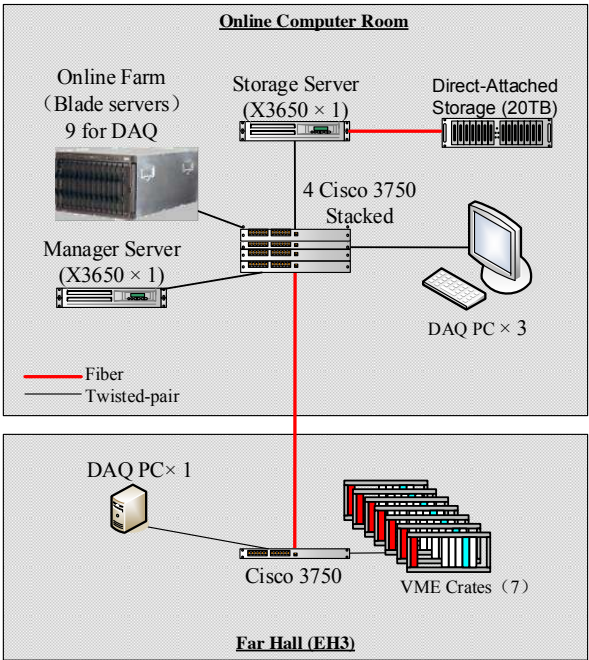 Online Computer Room
Online Farm
（Blade servers）
9 for DAQ
Storage Server
(X3650 × 1)
Direct-Attached
Storage (20TB)
4 Cisco 3750
Stacked
Manager Server
(X3650 × 1)
DAQ PC × 3
Fiber
Twisted-pair
DAQ PC× 1
Cisco 3750
VME Crates（7）
Far Hall (EH3)